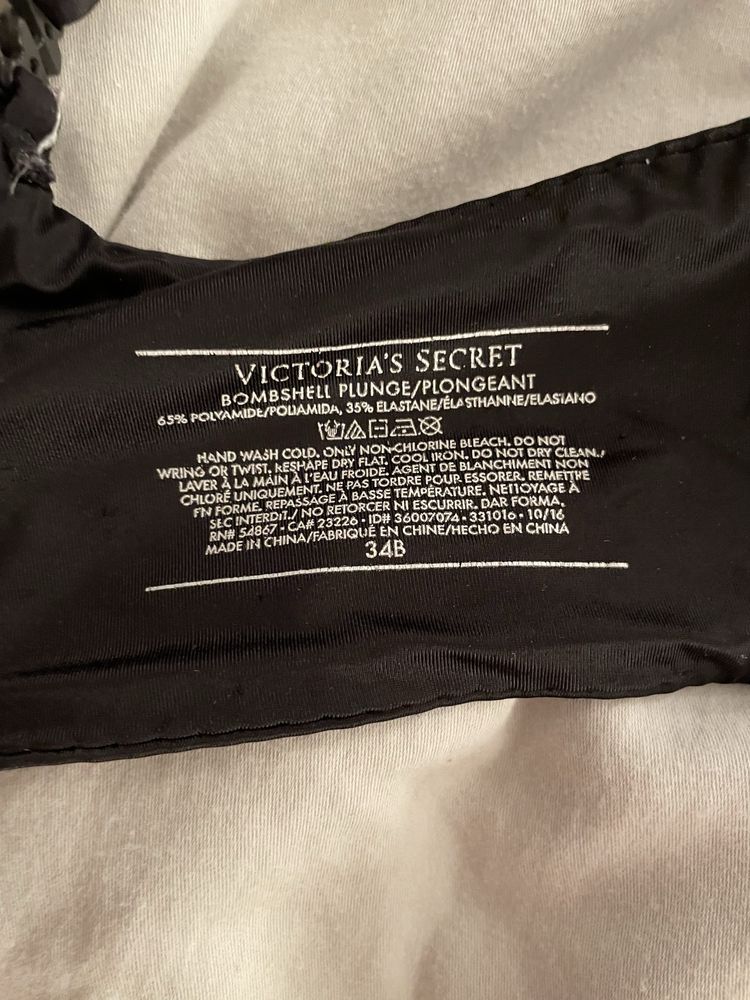 VICTORIA'S SECRET
BOMBSHELL PLUNGE/PLONGEANT
65% POLYAMIDE/POLIAMIDA, 35% ELASTANE/ÉLASTHANNE/ELASTANO
HAND WASH COLD. ONLY NON-CHLORINE BLEACH. DO NOT
WRING OR TWIST. RESHAPE DRY FLAT. COOL IRON. DO NOT DRY CLEAN./
LAVER À LA MAIN À L'EAU FROIDE. AGENT DE BLANCHIMENT NON
CHLORÉ UNIQUEMENT. NE PAS TORDRE POUR ESSORER. REMETTRE
EN FORME. REPASSAGE À BASSE TEMPÉRATURE. NETTOYAGE À
SEC INTERDIT./ NO RETORCER NI ESCURRIR. DAR FORMA.
RN# 54867 • CA# 23226 • ID# 36007074 • 331016 • 10/16
MADE IN CHINA/FABRIQUÉ EN CHINE/HECHO EN CHINA
34B